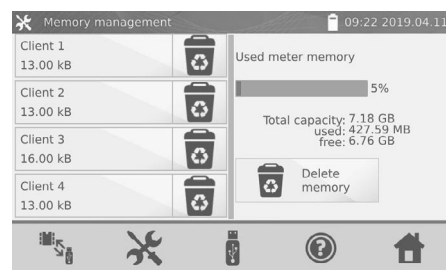 Memory management
09:22 2019.04.11
Client 1
13.00 kB
Client 2
13.00 kB
Client 3
16.00 kB
Client 4
13.00 kB
Used meter memory
5%
Total capacity: 7.18 GB
used: 427.59 MB
free: 6.76 GB
Delete
memory
?